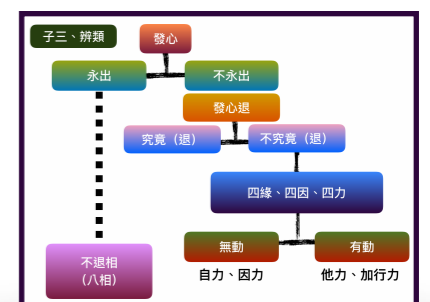 子三、辨類
發心
永出
不永出
發心退
究竟（退）
不究竟（退）
四緣、四因、四力
不退相
（八相）
無動
有動
自力、因力
他力、加行力